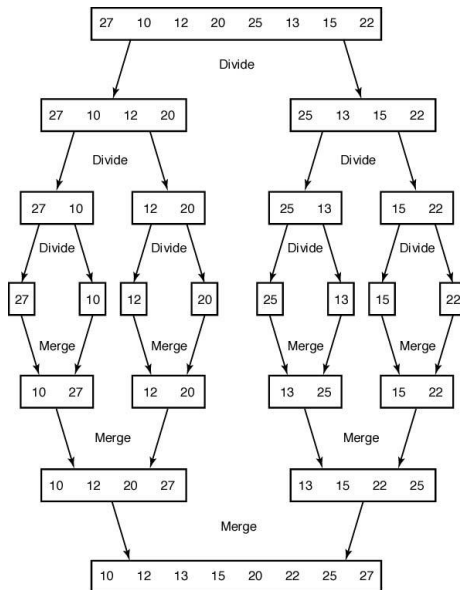 27 10 12 20 25 13 15 22
Divide
27 10 12 20 25 13 15 22
Divide Divide
27 10 12 20 25 13 15 22
Divide Divide Divide Divide
27 10 12 20 25 13 15 22
Merge Merge Merge Merge
10 27 12 20 13 25 15 22
Merge Merge
10 12 20 27 13 15 22 25
Merge
10 12 13 15 20 22 25 27